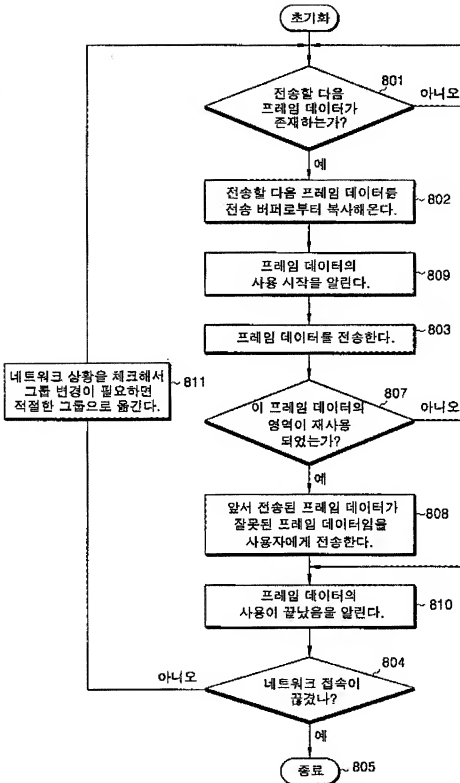 초기화
801
전송할 다음
프레임 데이터가
존재하는가?
아니오
예
전송할 다음 프레임 데이터를
전송 버퍼로부터 복사해온다.
802
프레임 데이터의
사용 시작을 알린다.
809
프레임 데이터를 전송한다.
803
네트워크 상황을 체크해서
그룹 변경이 필요하면
적절한 그룹으로 옮긴다.
811
807
이 프레임 데이터의
영역이 재사용
되었는가?
아니오
예
앞서 전송된 프레임 데이터가
잘못된 프레임 데이터임을
사용자에게 전송한다.
808
프레임 데이터의
사용이 끝났음을 알린다.
810
804
아니오
네트워크 접속이
끊겼나?
예
종료
805